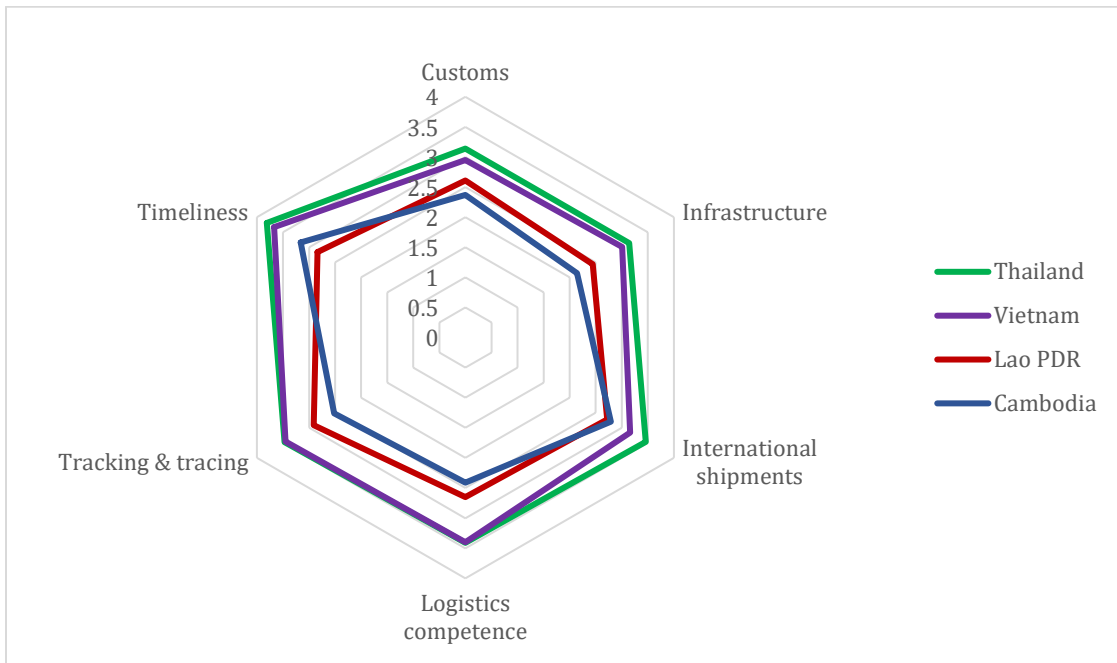 Customs
4
3.5
3
2.5
2
1.5
1
0.5
0
Infrastructure
International
shipments
Logistics
competence
Tracking & tracing
Timeliness
Thailand
Vietnam
Lao PDR
Cambodia